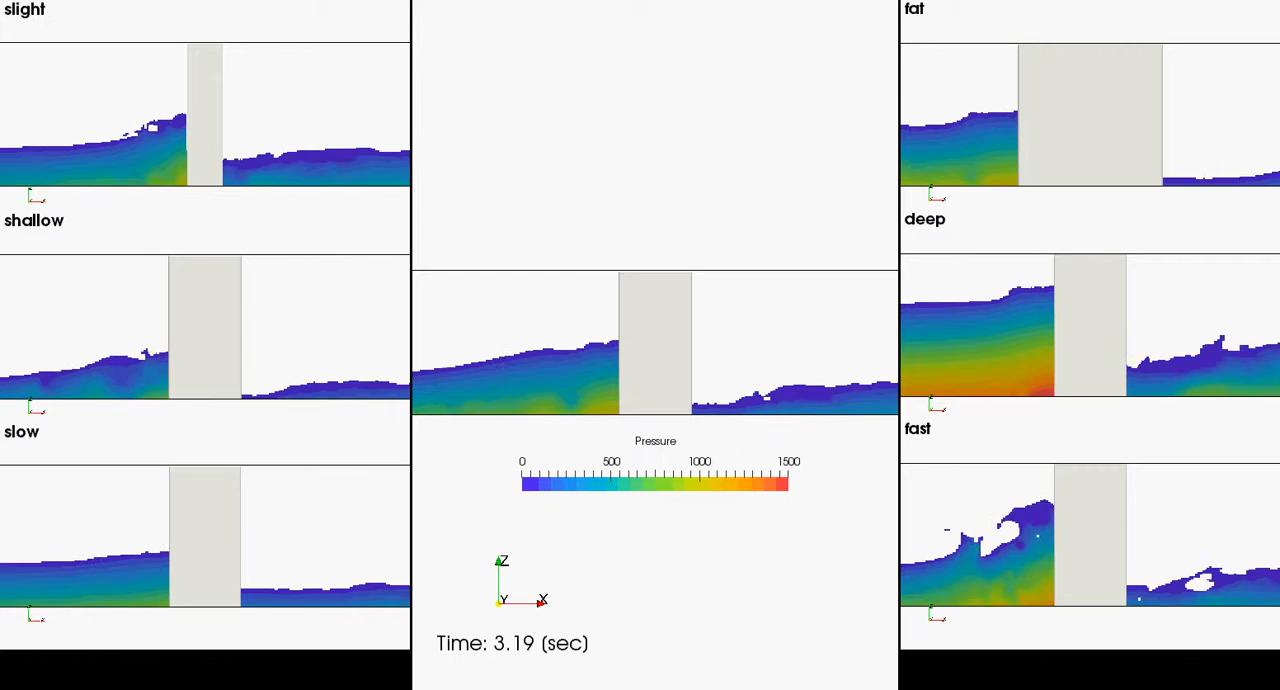 slight
shallow
slow
Pressure
0 500 1000 1500
Z
Y X
Time: 3.19 (sec)
fat
deep
fast